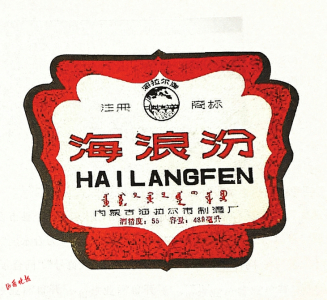 海拉尔牌
注册 商标
海浪汾
HAILANGFEN
内蒙古海拉尔市制酒厂
酒精度：55 容量：488毫升